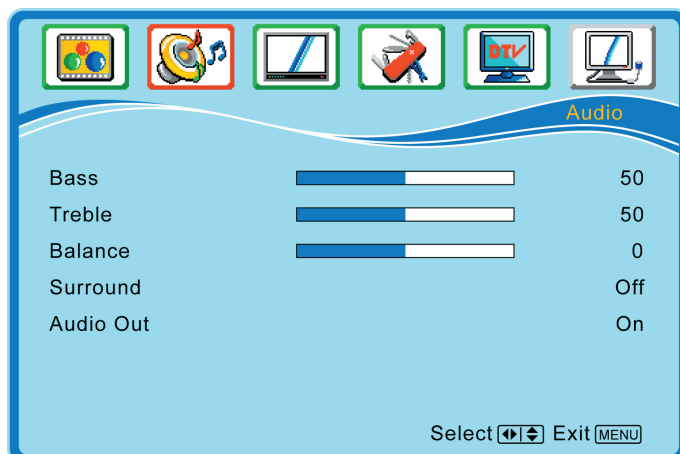 DTV
Audio
Bass 50
Treble 50
Balance 0
Surround Off
Audio Out On
Select Exit MENU